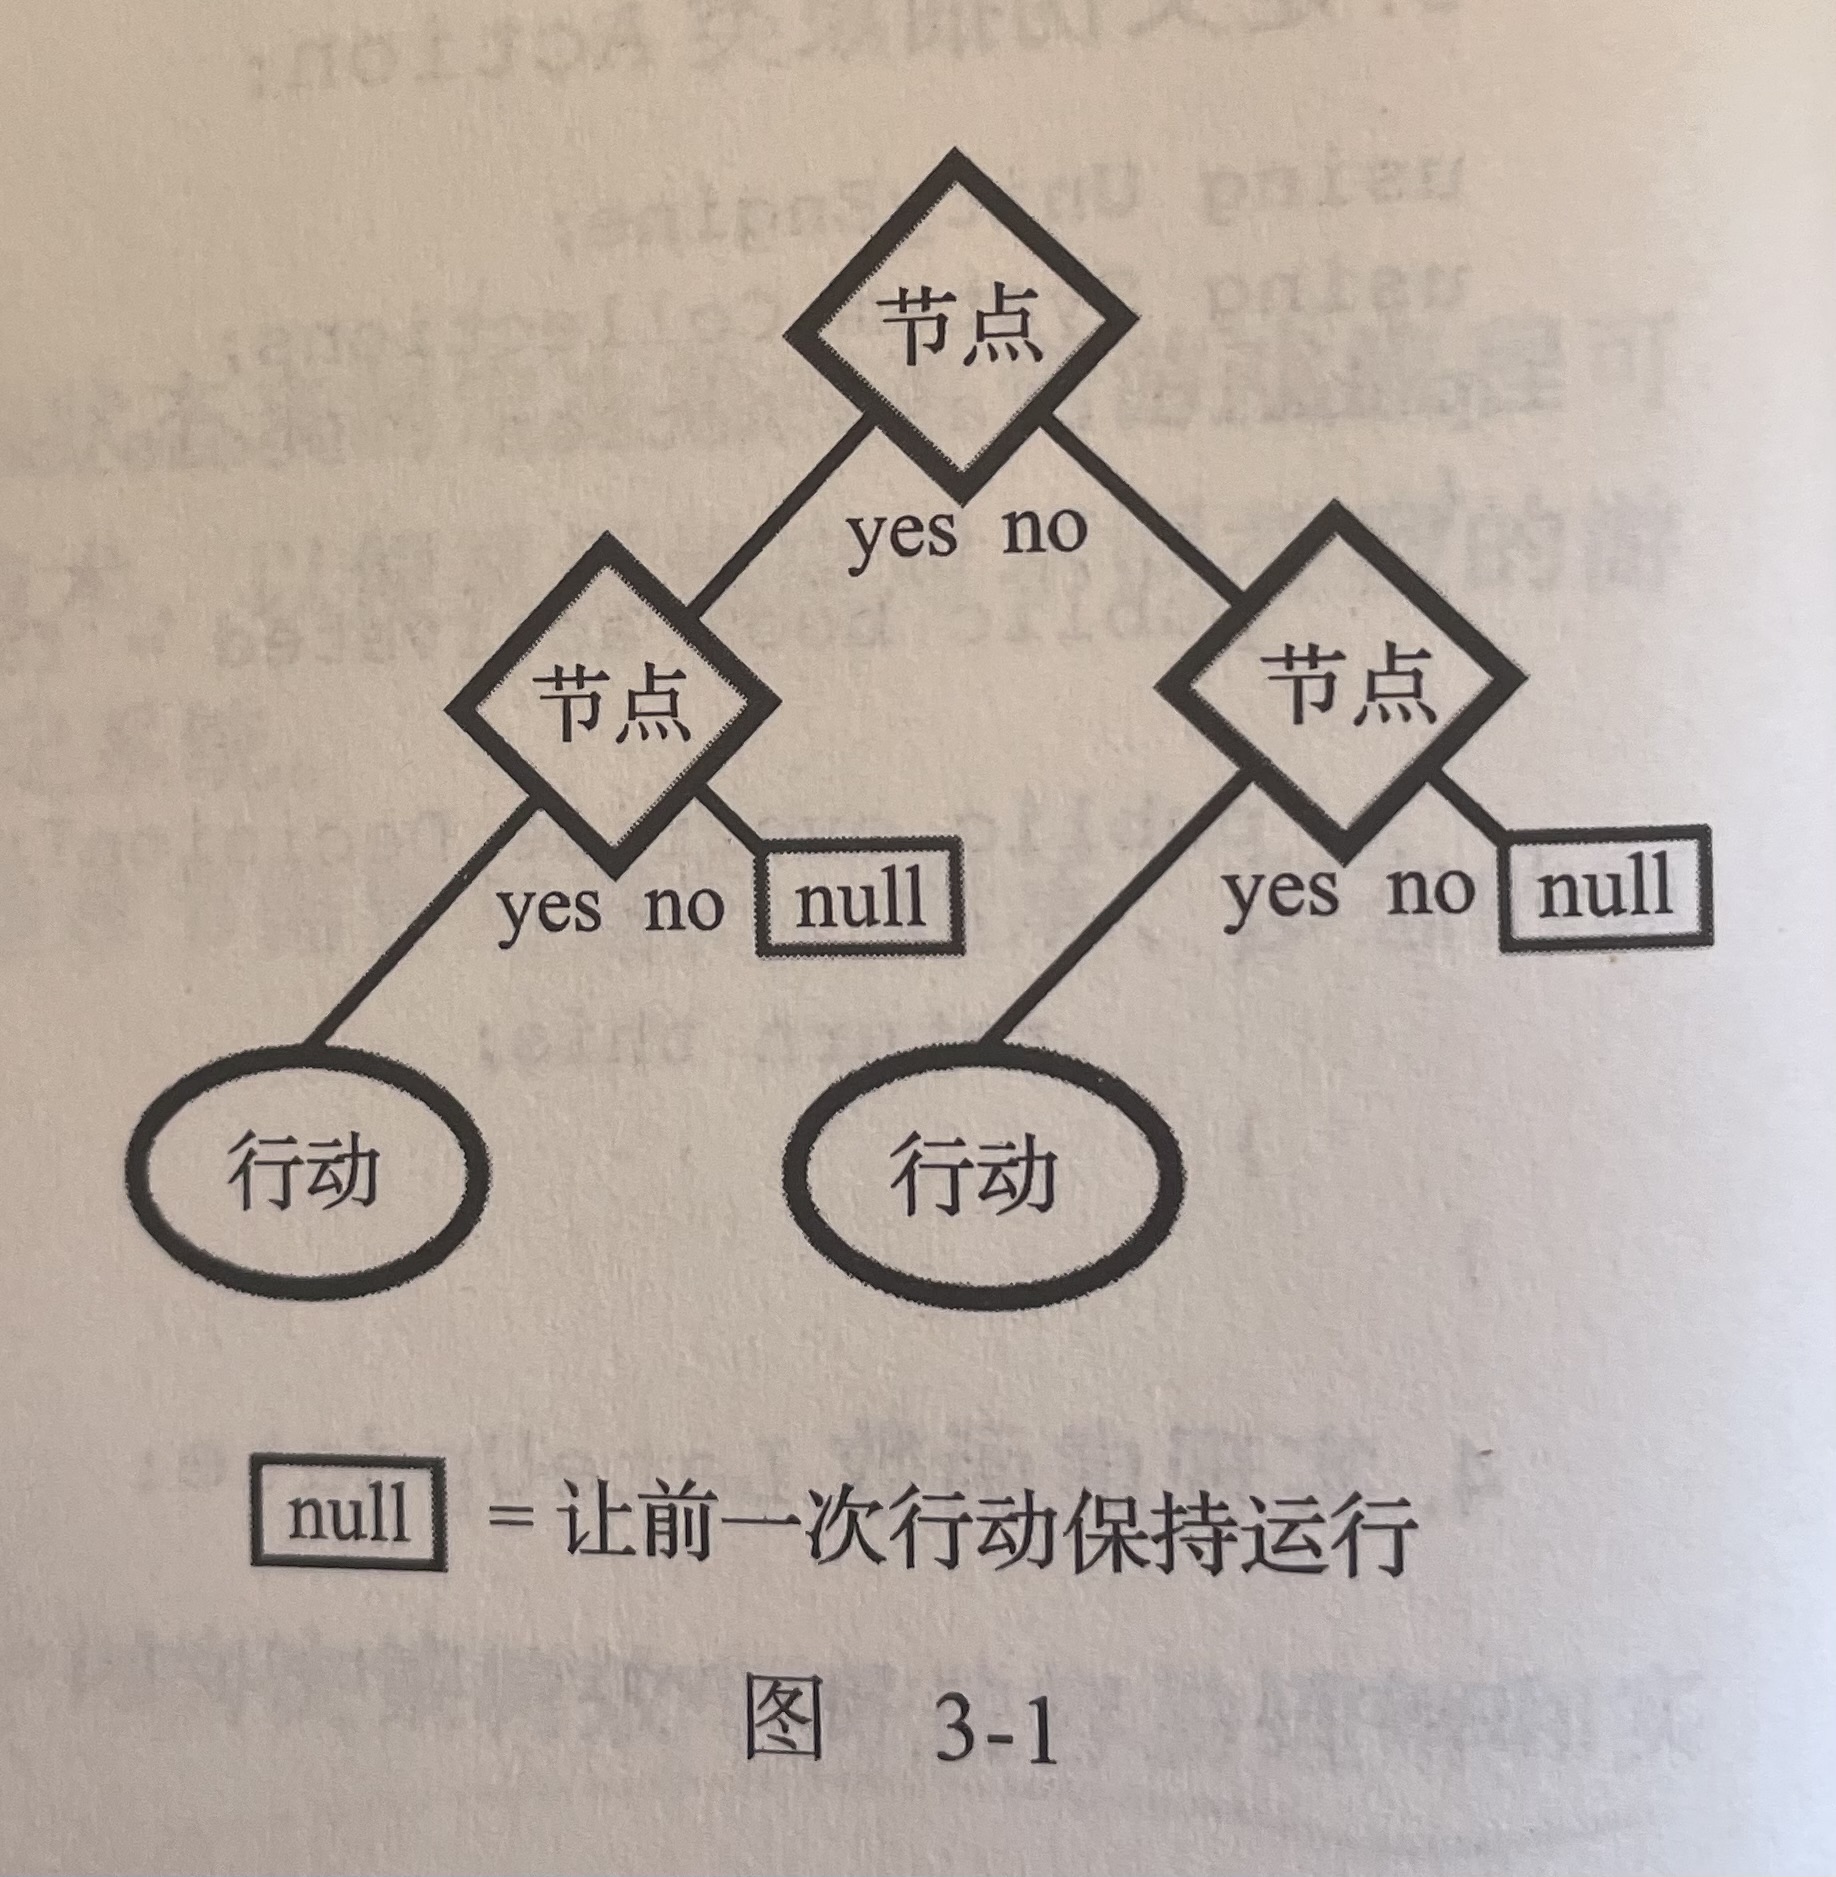 节点
yes no
节点
节点
yes no null
yes no null
行动
行动
null = 让前一次行动保持运行
图 3-1